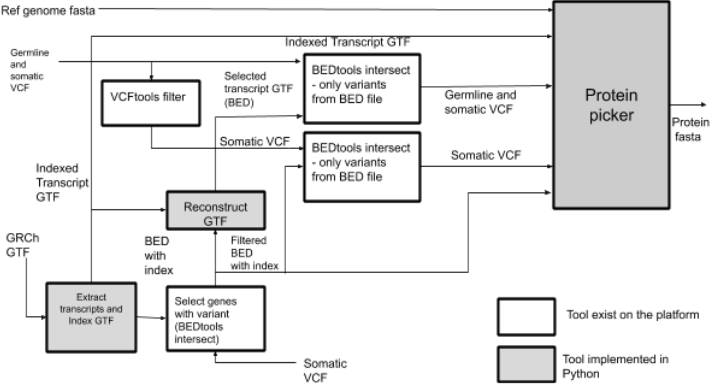 Ref genome fasta
Indexed Transcript GTF
Germline
and
somatic
VCF
VCFtools filter
Selected
transcript GTF
(BED)
BEDtools intersect
- only variants
from BED file
Germline and
somatic VCF
Protein
picker
Protein
fasta
Somatic VCF
BEDtools intersect
- only variants
from BED file
Somatic VCF
Indexed
Transcript
GTF
Reconstruct
GTF
GRCh
GTF
BED
with
index
Filtered
BED
with index
Extract
transcripts and
Index GTF
Select genes
with variant
(BEDtools
intersect)
Somatic
VCF
Tool exist on the platform
Tool implemented in
Python